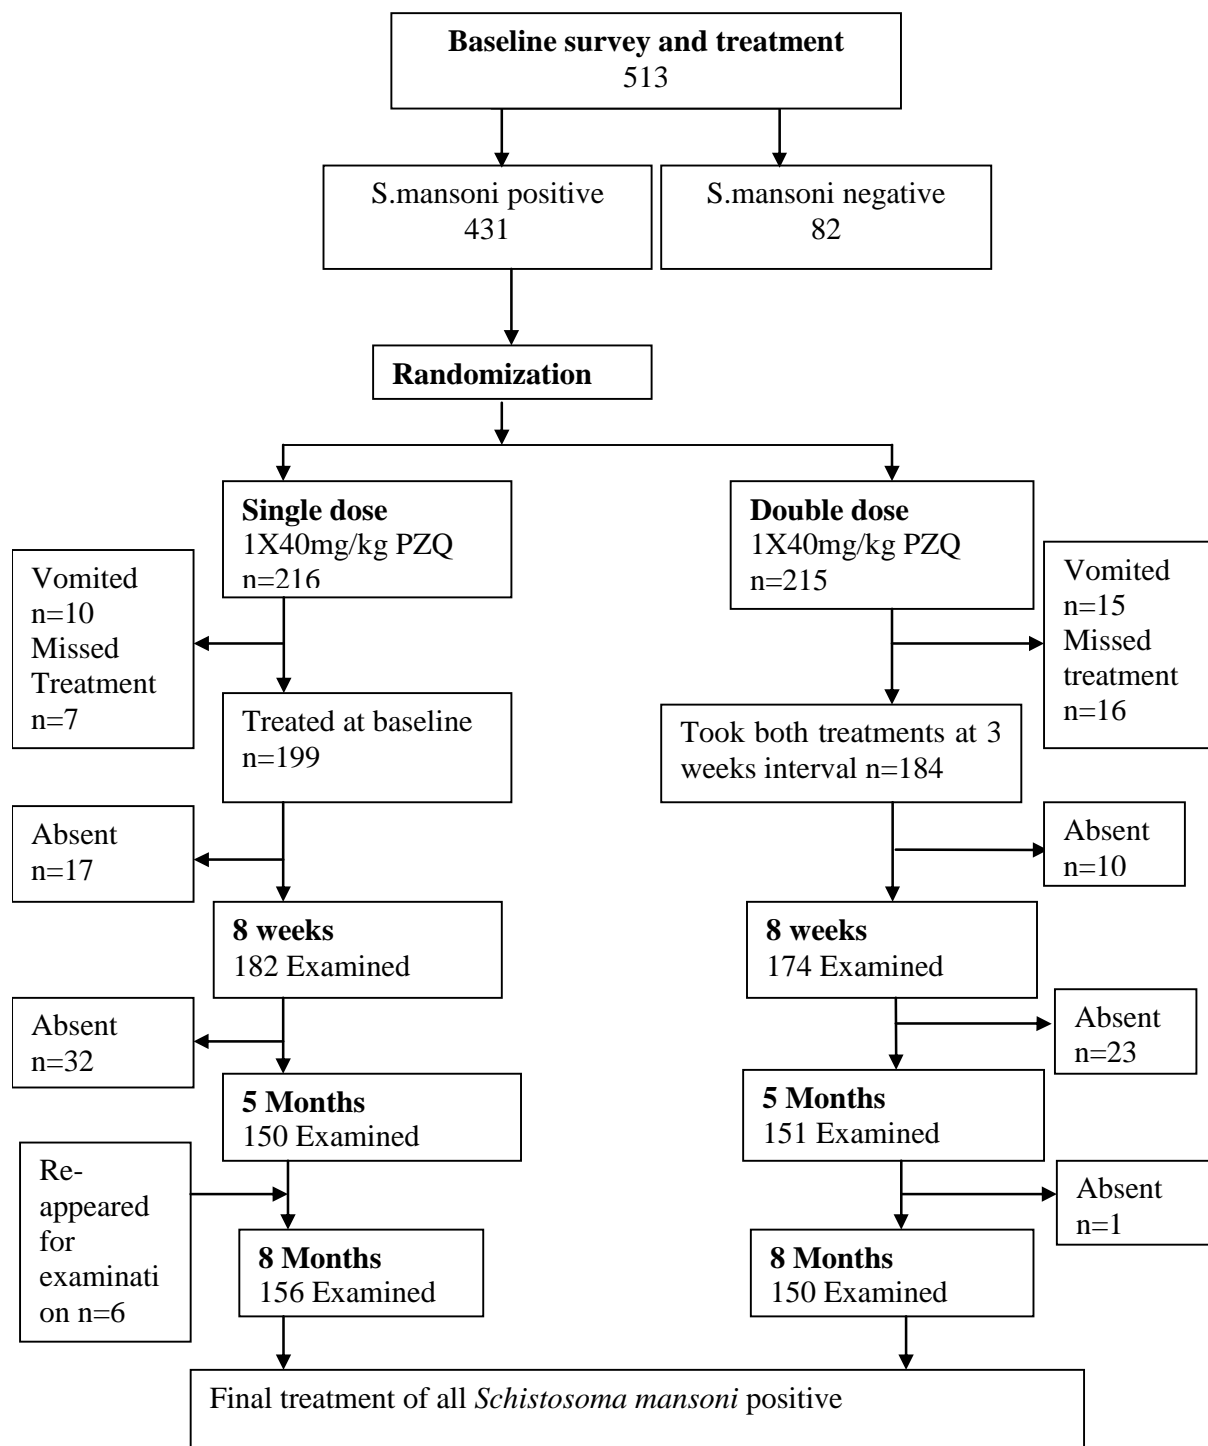 Baseline survey and treatment
513
S.mansoni positive
431
S.mansoni negative
82
Randomization
Single dose
1X40mg/kg PZQ
n=216
Double dose
1X40mg/kg PZQ
n=215
Vomited
n=10
Missed
Treatment
n=7
Vomited
n=15
Missed
treatment
n=16
Treated at baseline
n=199
Took both treatments at 3
weeks interval n=184
Absent
n=17
Absent
n=10
8 weeks
182 Examined
8 weeks
174 Examined
Absent
n=32
Absent
n=23
5 Months
150 Examined
5 Months
151 Examined
Re-
appeared
for
examinati
on n=6
Absent
n=1
8 Months
156 Examined
8 Months
150 Examined
Final treatment of all Schistosoma mansoni positive